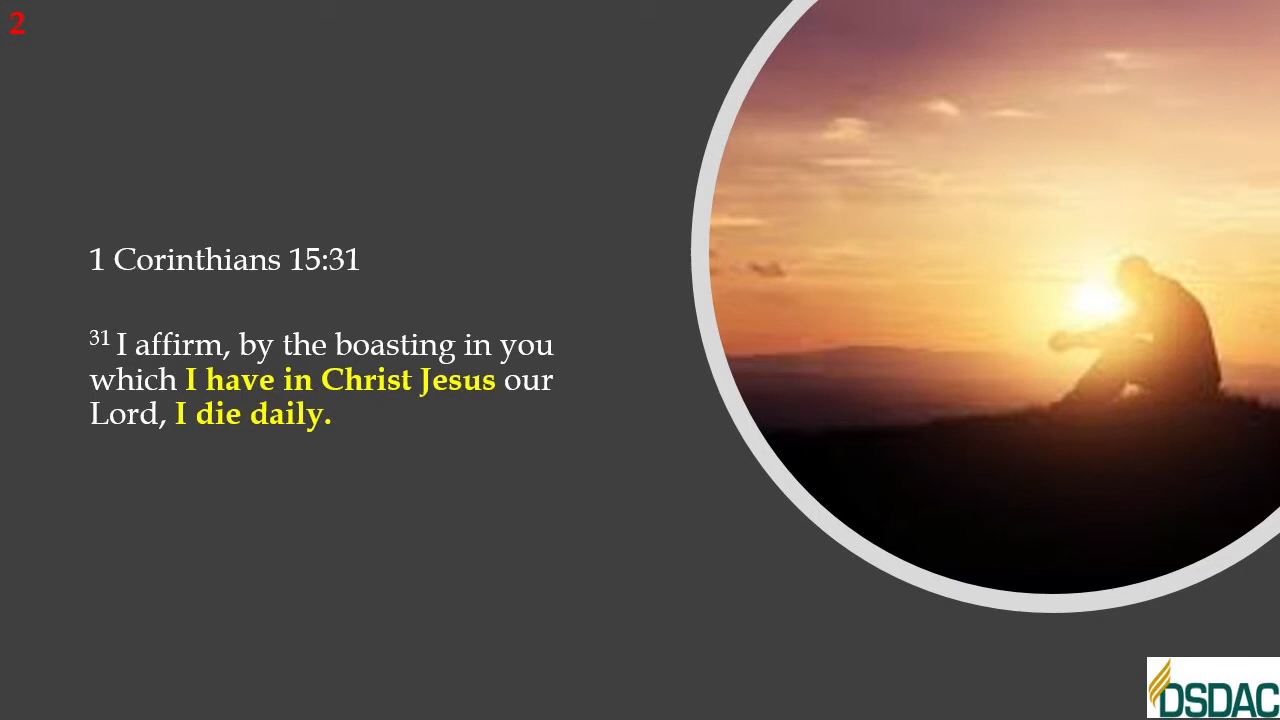 2
1 Corinthians 15:31
31 I affirm, by the boasting in you
which I have in Christ Jesus our
Lord, I die daily.
DSDAC